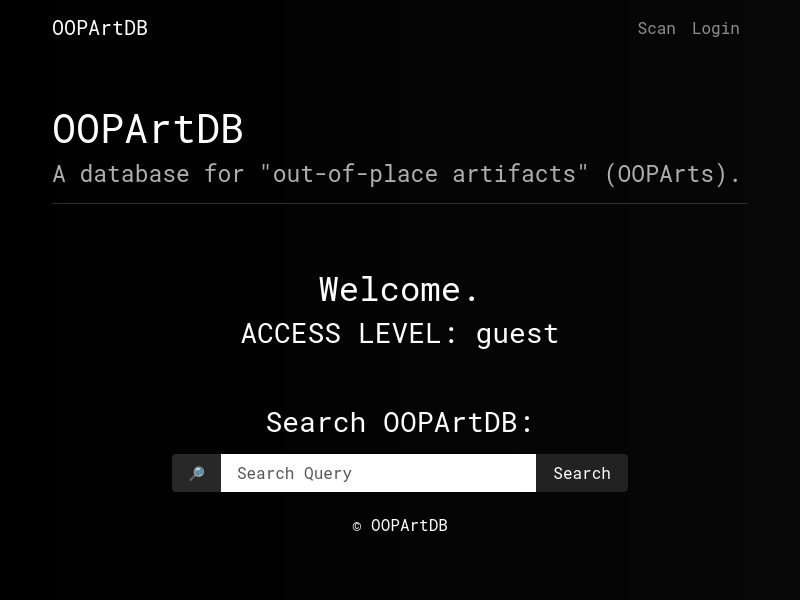 OOPArtDB
Scan Login
OOPArtDB
A database for "out-of-place artifacts" (OOPArts).
Welcome.
ACCESS LEVEL: guest
Search OOPArtDB:
Search Query
Search
© OOPArtDB